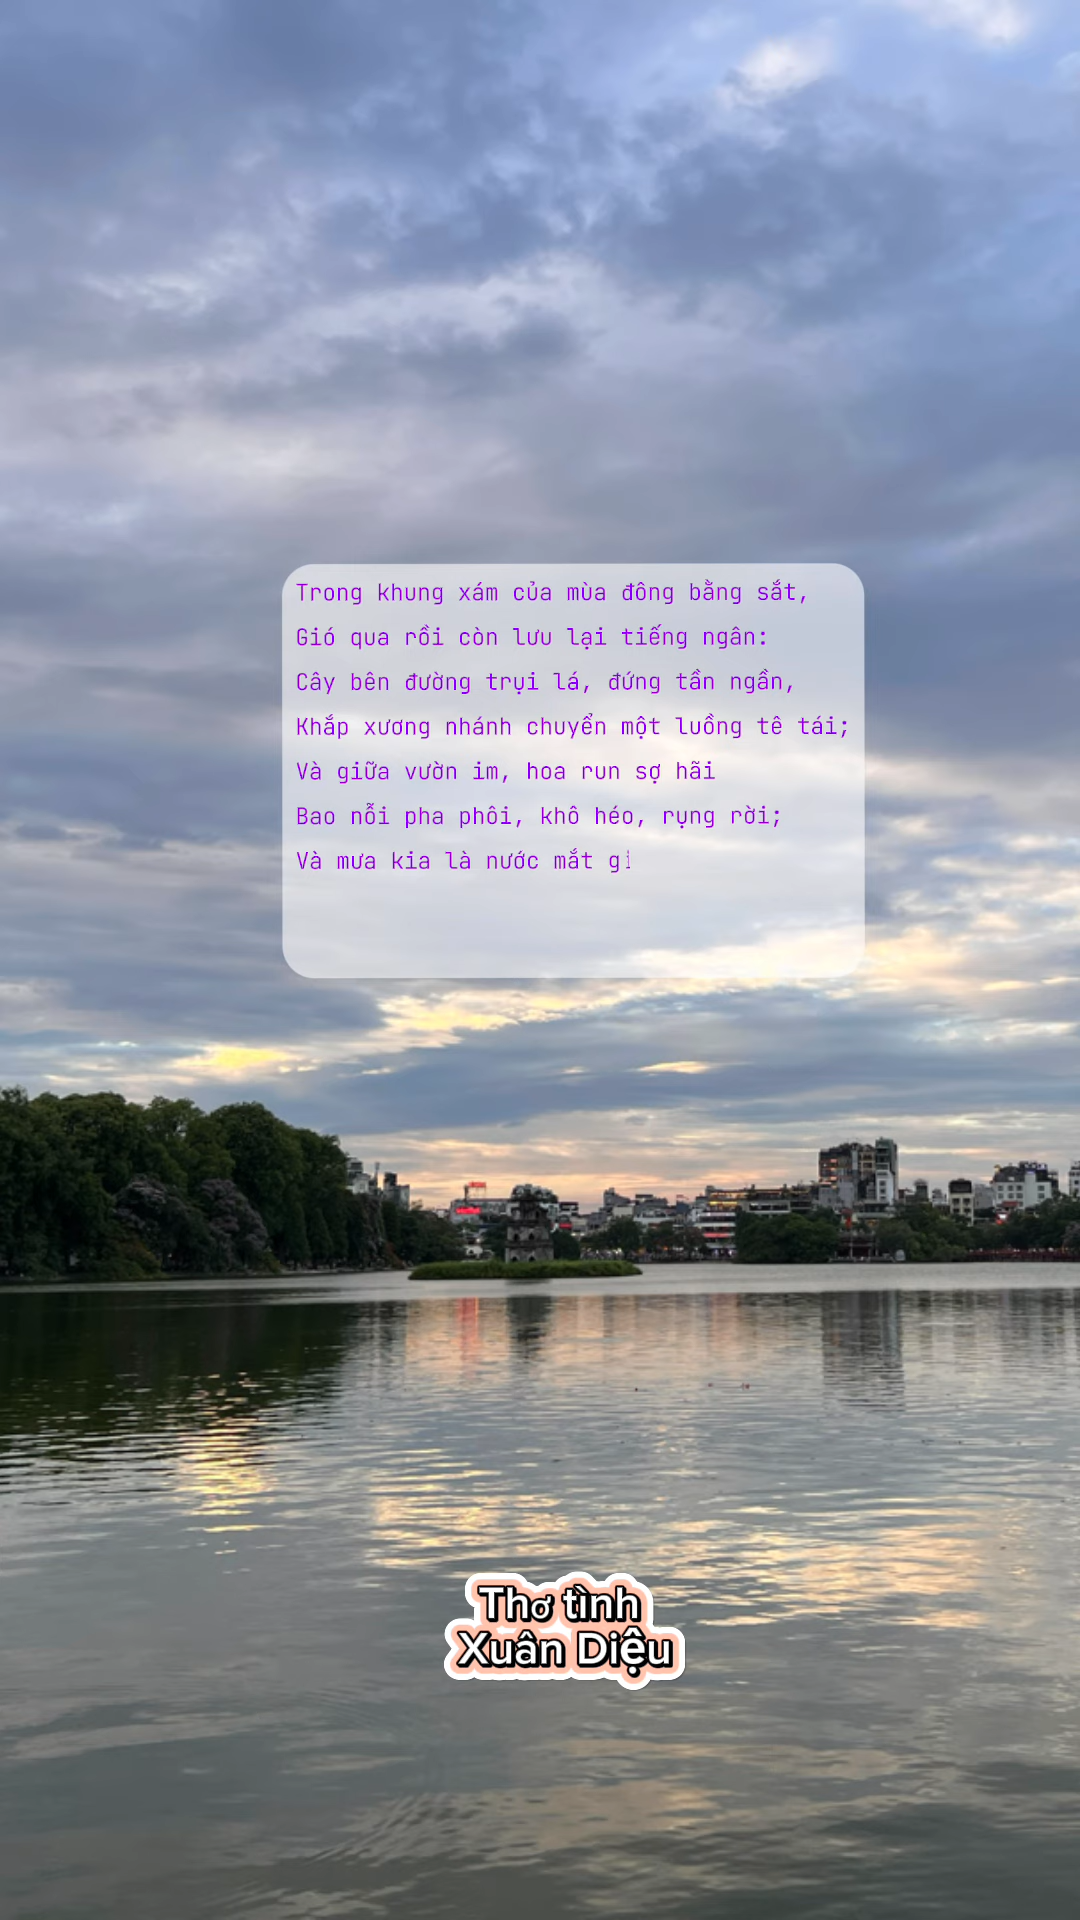 Trong khung xám của mùa đông bằng sắt,
Gió qua rồi còn lưu lại tiếng ngân:
Cây bên đường trụi lá, đứng tần ngần,
Khắp xương nhánh chuyển một luồng tê tái;
Và giữa vườn im, hoa run sợ hãi
Bao nỗi pha phôi, khô héo, rụng rời;
Và mưa kia là nước mắt gi
Thơ tình
Xuân Diệu